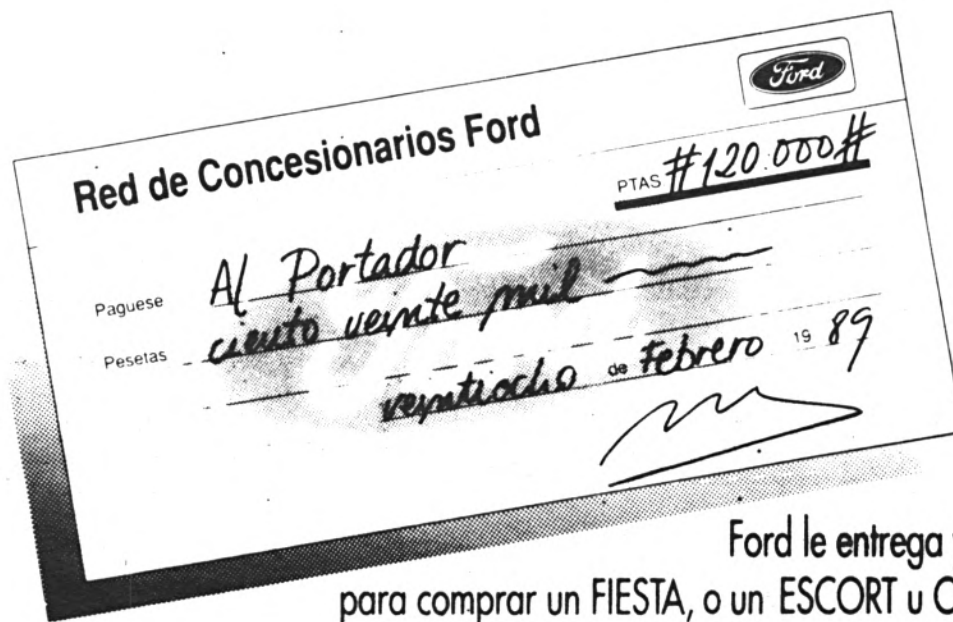 Ford
Red de Concesionarios Ford
PTAS #120.000#
Paguese Al Portador
Pesetas ciento veinte mil
veintiocho de Febrero 19 89
Ford le entrega
para comprar un FIESTA, o un ESCORT u